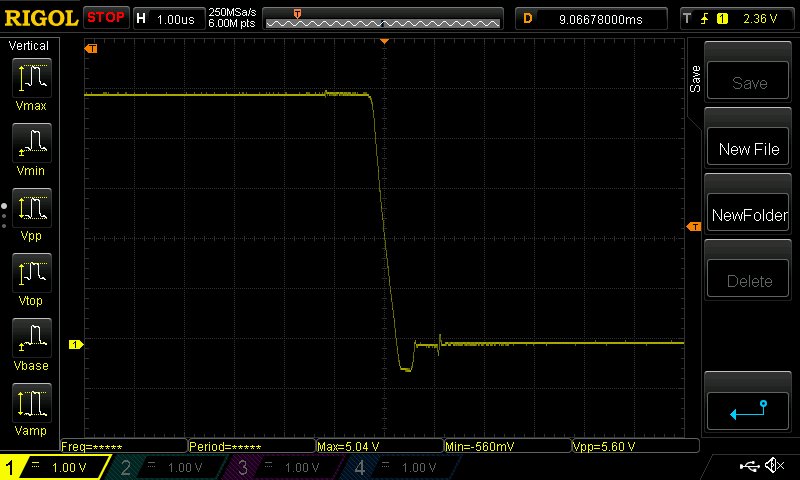 RIGOL STOP H 1.00us 250MSa/s 6.00M pts D 9.06678000ms T 1 2.36 V
Vertical
Vmax
Vmin
Vpp
Vtop
Vbase
Vamp
T
T
1
Save
Save
New File
NewFolder
Delete
Freq=***** Period=***** Max=5.04 V Min=-560mV Vpp=5.60 V
1 1.00 V 2 1.00 V 3 1.00 V 4 1.00 V